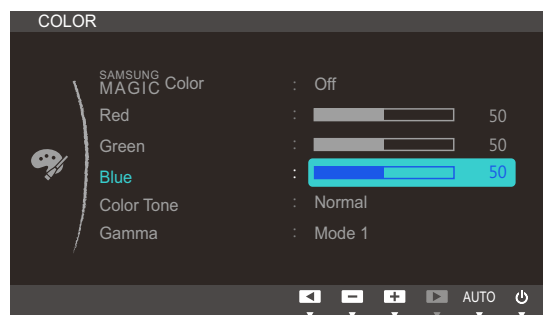 COLOR
SAMSUNG MAGIC Color : Off
Red : 50
Green : 50
Blue : 50
Color Tone : Normal
Gamma : Mode 1
AUTO